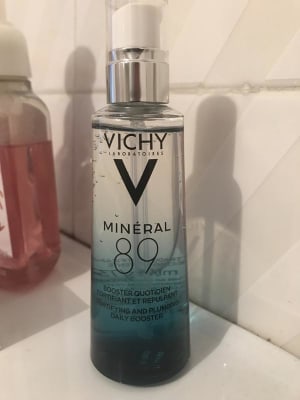 VICHY
LABORATOIRES
MINÉRAL
89
BOOSTER QUOTIDIEN
FORTIFIANT ET REPULPANT
FORTIFYING AND PLUMPING
DAILY BOOSTER